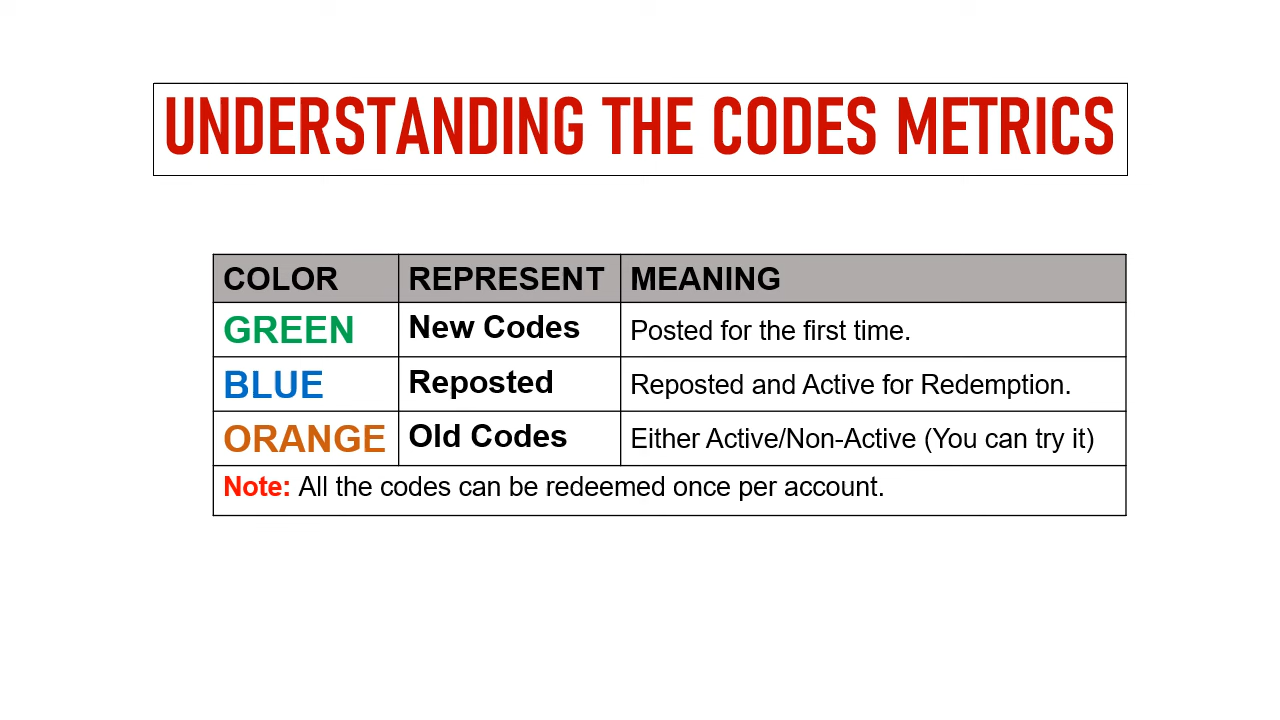 UNDERSTANDING THE CODES METRICS
COLOR REPRESENT MEANING
GREEN New Codes Posted for the first time.
BLUE Reposted Reposted and Active for Redemption.
ORANGE Old Codes Either Active/Non-Active (You can try it)
Note: All the codes can be redeemed once per account.